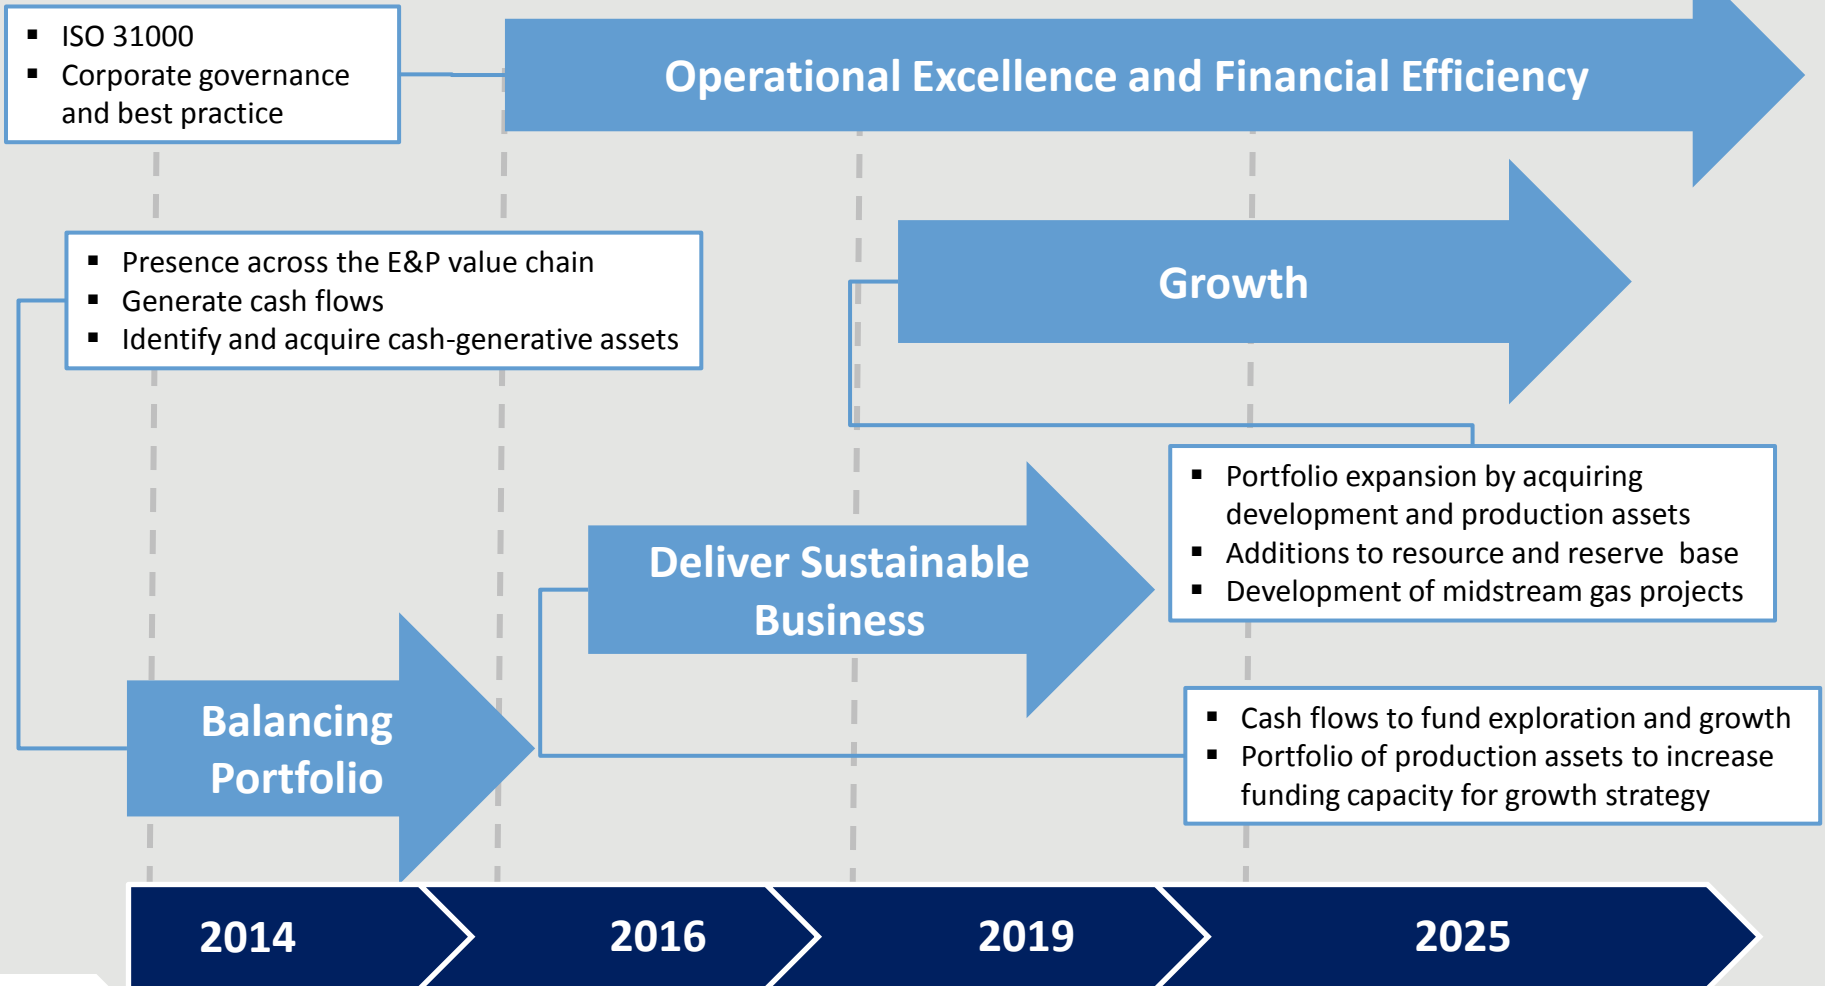 ▪ ISO 31000
▪ Corporate governance
and best practice
Operational Excellence and Financial Efficiency
▪ Presence across the E&P value chain
▪ Generate cash flows
▪ Identify and acquire cash-generative assets
Growth
▪ Portfolio expansion by acquiring
development and production assets
▪ Additions to resource and reserve base
▪ Development of midstream gas projects
Deliver Sustainable
Business
▪ Cash flows to fund exploration and growth
▪ Portfolio of production assets to increase
funding capacity for growth strategy
Balancing
Portfolio
2014
2016
2019
2025